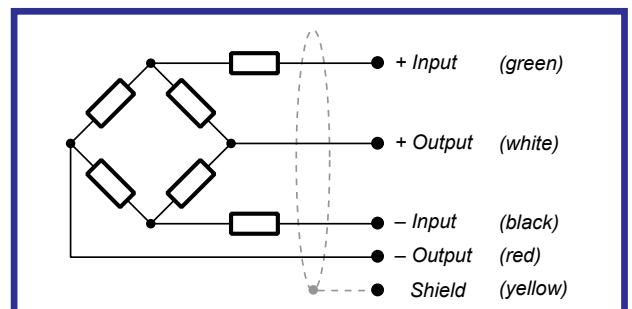 + Input (green)
+ Output (white)
– Input (black)
– Output (red)
Shield (yellow)